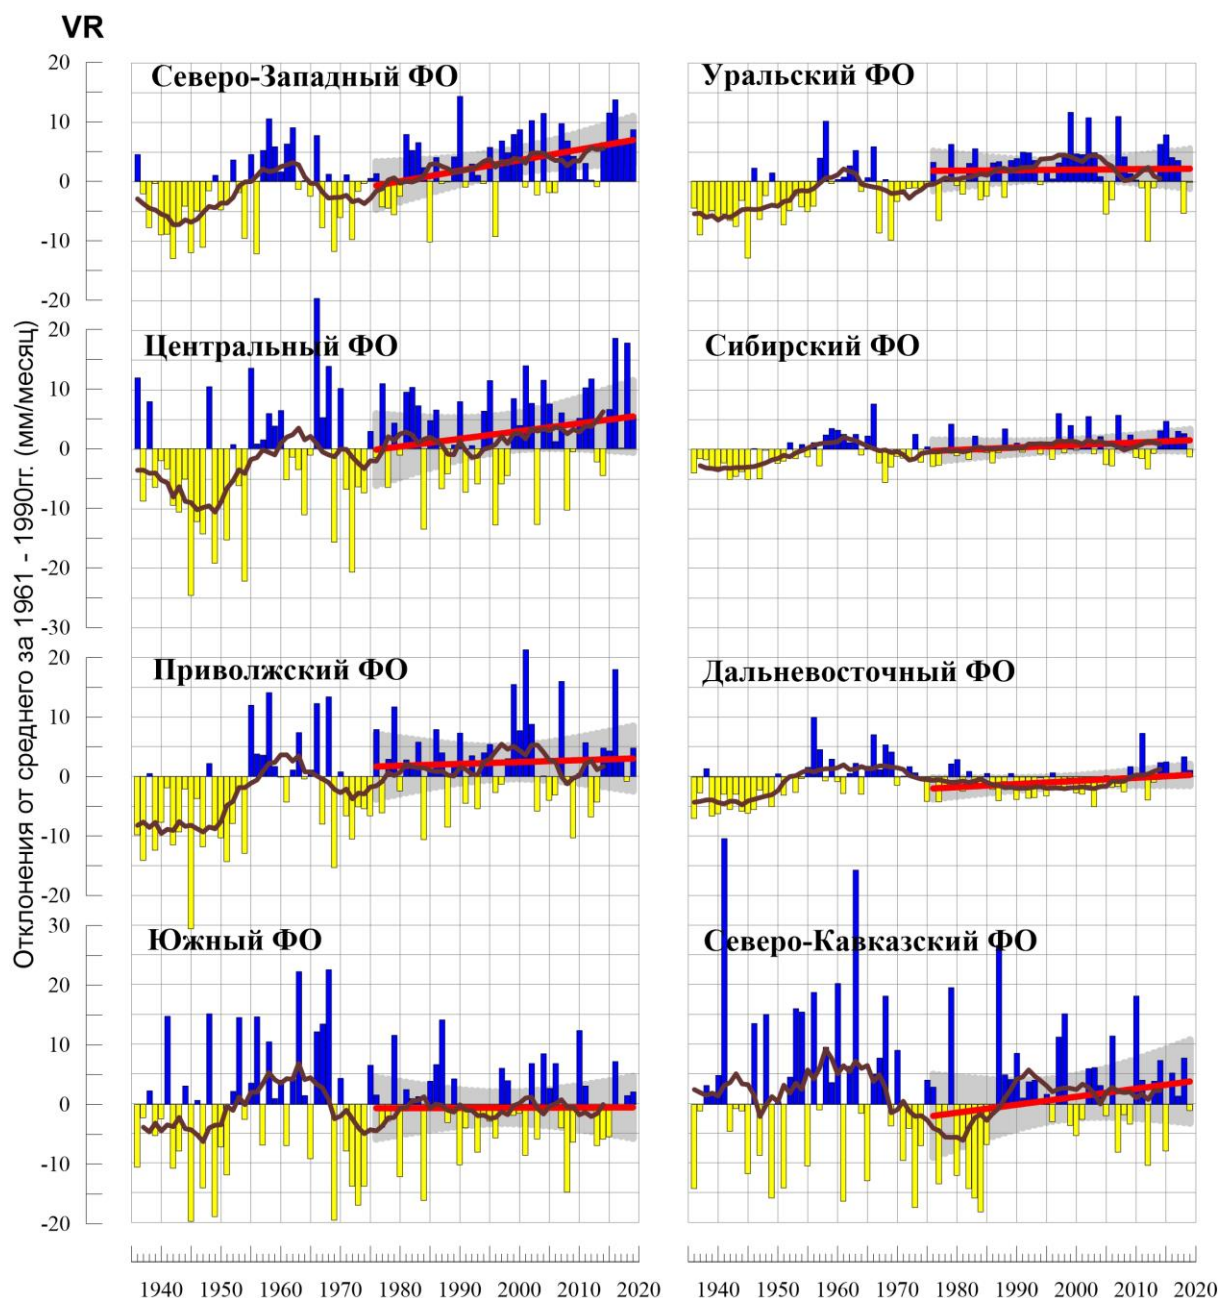 VR
Отклонения от среднего за 1961 - 1990гг. (мм/месяц)
20
10
0
-10
-20
Северо-Западный ФО
Уральский ФО
20
10
0
-10
-20
-30
Центральный ФО
Сибирский ФО
20
10
0
-10
-20
Приволжский ФО
Дальневосточный ФО
30
20
10
0
-10
-20
Южный ФО
Северо-Кавказский ФО
1940 1950 1960 1970 1980 1990 2000 2010 2020
1940 1950 1960 1970 1980 1990 2000 2010 2020